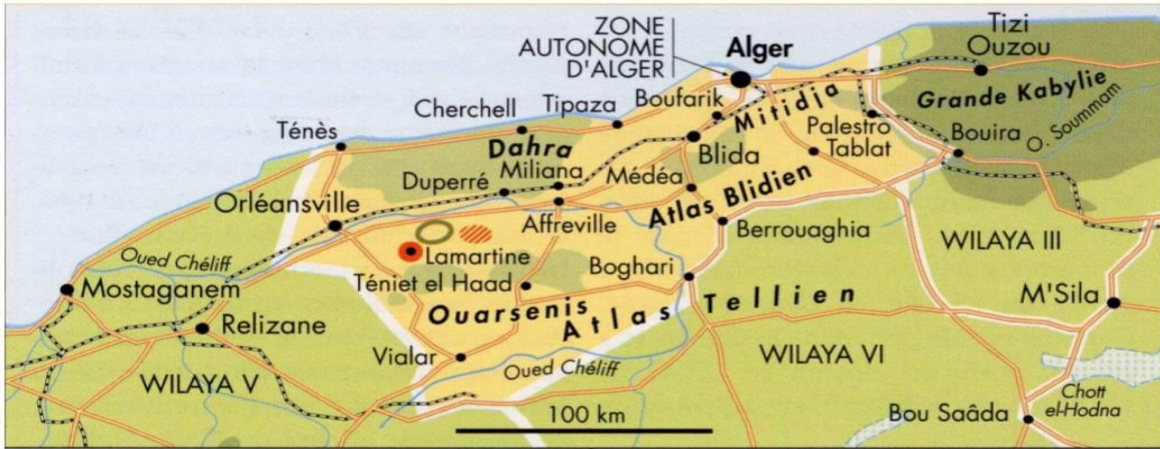 ZONE
AUTONOME
D'ALGER
Alger
Tizi
Ouzou
Cherchell
Tipaza
Boufarik
Mitidja
Grande Kabylie
Ténès
Dahra
Palestro
Tablat
Bouira
O. Soummam
Miliana
Blida
Duperré
Médéa
Atlas Blidien
Orléansville
Affreville
Berrouaghia
WILAYA III
Oued Chéliff
Lamartine
Boghari
Mostaganem
Téniet el Haad
M'Sila
Relizane
Ouarsenis
Atlas Tellien
Vialar
Oued Chéliff
WILAYA VI
WILAYA V
100 km
Chott
el-Hodna
Bou Saâda